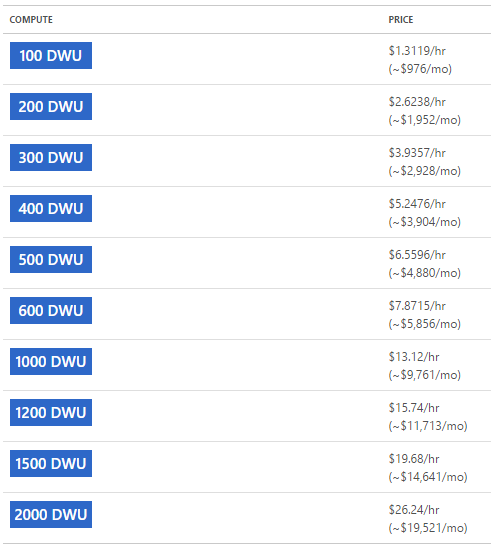 COMPUTE PRICE
100 DWU $1.3119/hr
(~$976/mo)
200 DWU $2.6238/hr
(~$1,952/mo)
300 DWU $3.9357/hr
(~$2,928/mo)
400 DWU $5.2476/hr
(~$3,904/mo)
500 DWU $6.5596/hr
(~$4,880/mo)
600 DWU $7.8715/hr
(~$5,856/mo)
1000 DWU $13.12/hr
(~$9,761/mo)
1200 DWU $15.74/hr
(~$11,713/mo)
1500 DWU $19.68/hr
(~$14,641/mo)
2000 DWU $26.24/hr
(~$19,521/mo)